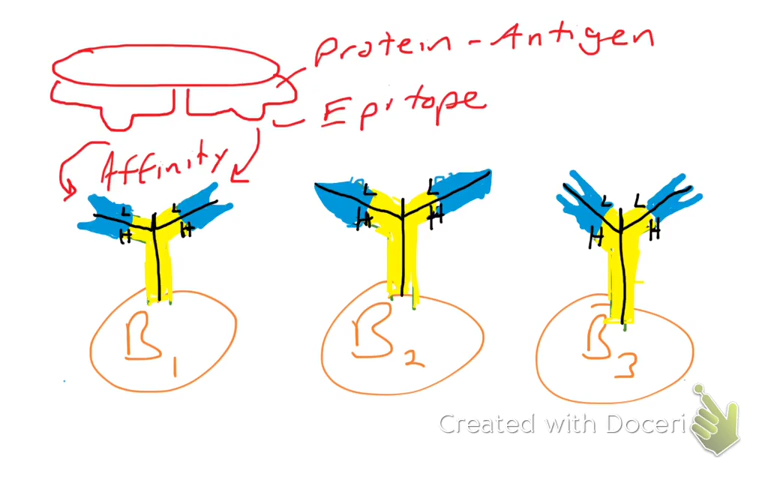 Protein-Antigen
Epitope
Affinity
L L
H H
L L
H H
L L
H H
B1
B2
B3
Created with Doceri